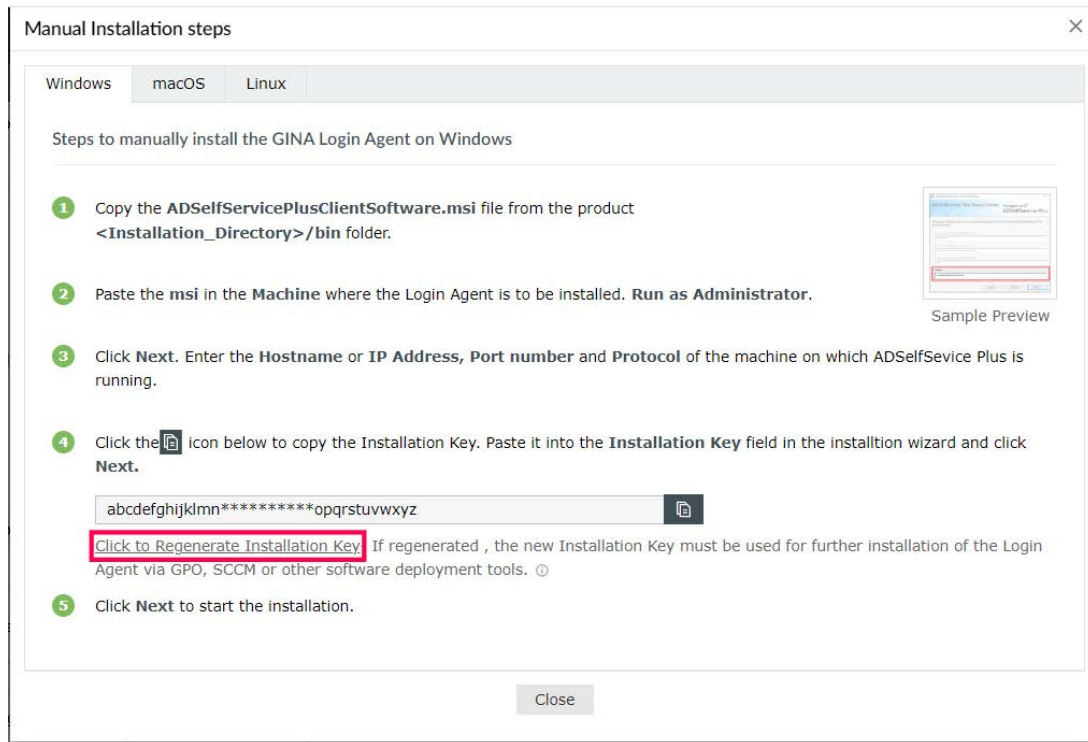 Manual Installation steps
Windows macOS Linux
Steps to manually install the GINA Login Agent on Windows
1 Copy the ADSelfServicePlusClientSoftware.msi file from the product
<Installation_Directory>/bin folder.
2 Paste the msi in the Machine where the Login Agent is to be installed. Run as Administrator.
Sample Preview
3 Click Next. Enter the Hostname or IP Address, Port number and Protocol of the machine on which ADSelfSevice Plus is
running.
4 Click the icon below to copy the Installation Key. Paste it into the Installation Key field in the installtion wizard and click
Next.
abcdefghijklmn**********opqrstuvwxyz
Click to Regenerate Installation Key If regenerated , the new Installation Key must be used for further installation of the Login
Agent via GPO, SCCM or other software deployment tools.
5 Click Next to start the installation.
Close